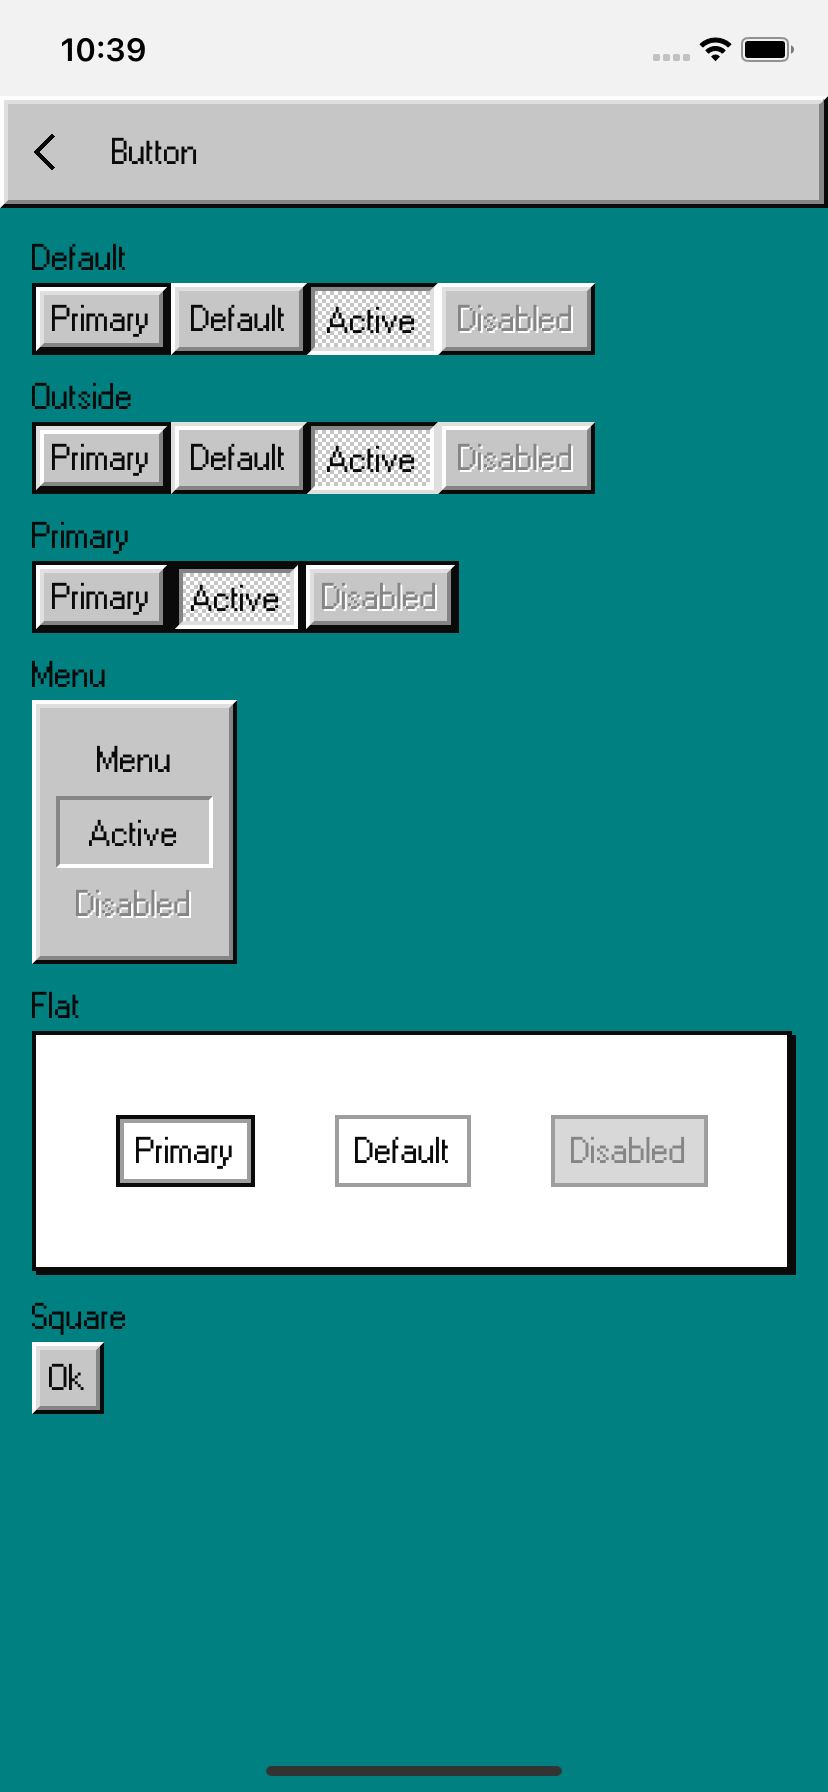 10:39
Button
Default
Primary Default Active Disabled
Outside
Primary Default Active Disabled
Primary
Primary Active Disabled
Menu
Menu
Active
Disabled
Flat
Primary Default Disabled
Square
Ok